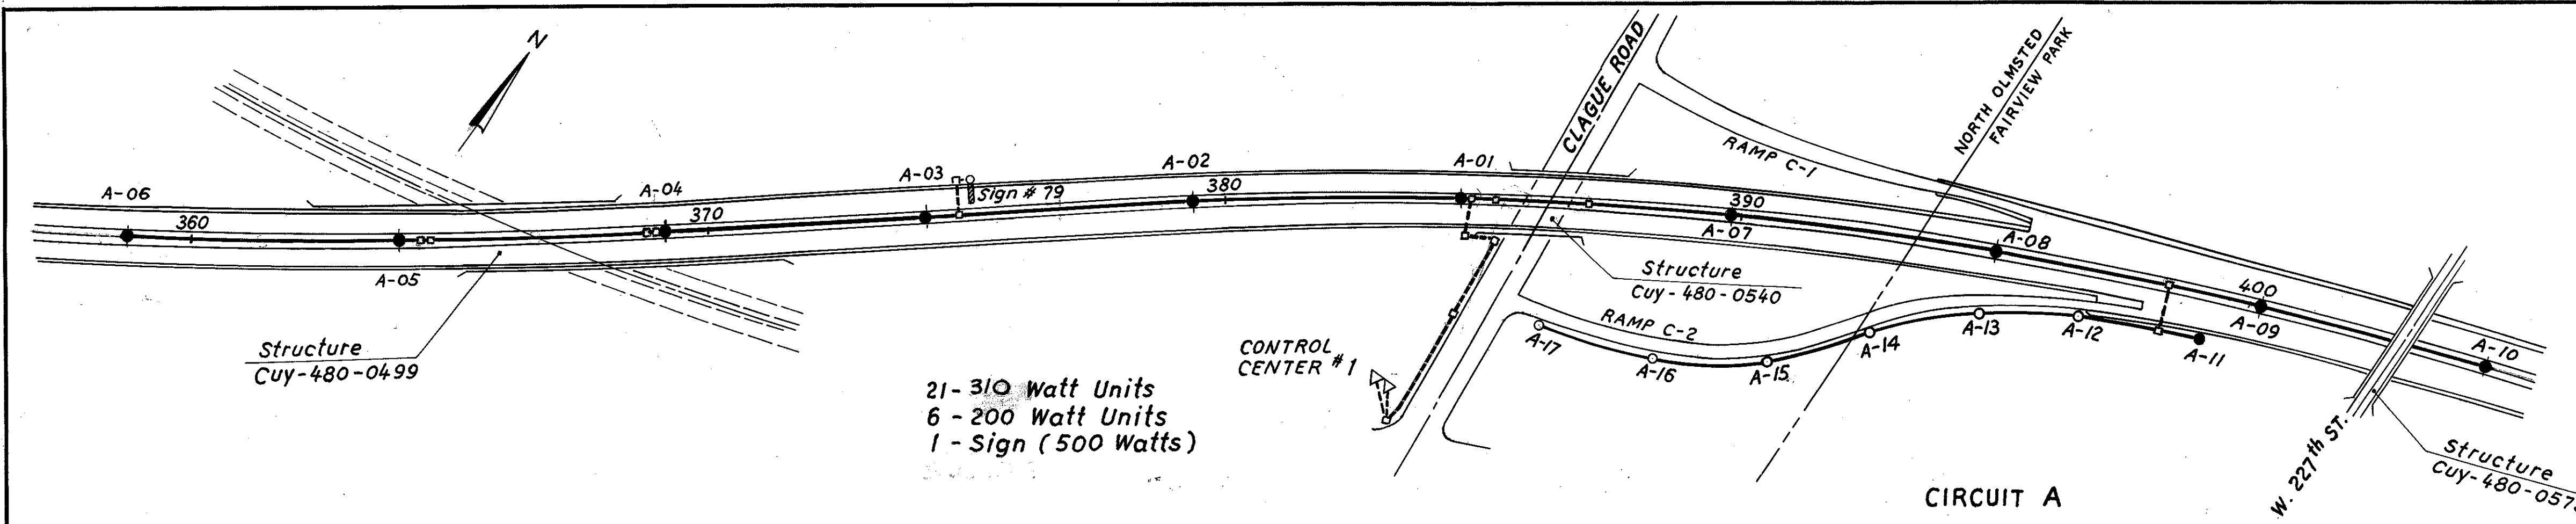 N
CLAGUE ROAD
NORTH OLMSTED
FAIRVIEW PARK
RAMP C-1
A-06
360
A-05
A-04
370
A-03
Sign # 79
A-02
380
A-01
390
A-07
A-08
400
A-09
A-10
Structure
Cuy-480-0499
Structure
Cuy-480-0540
RAMP C-2
A-17
A-16
A-15
A-14
A-13
A-12
A-11
CONTROL
CENTER #1
21-310 Watt Units
6-200 Watt Units
1-Sign (500 Watts)
W. 227th ST.
Structure
CIRCUIT A